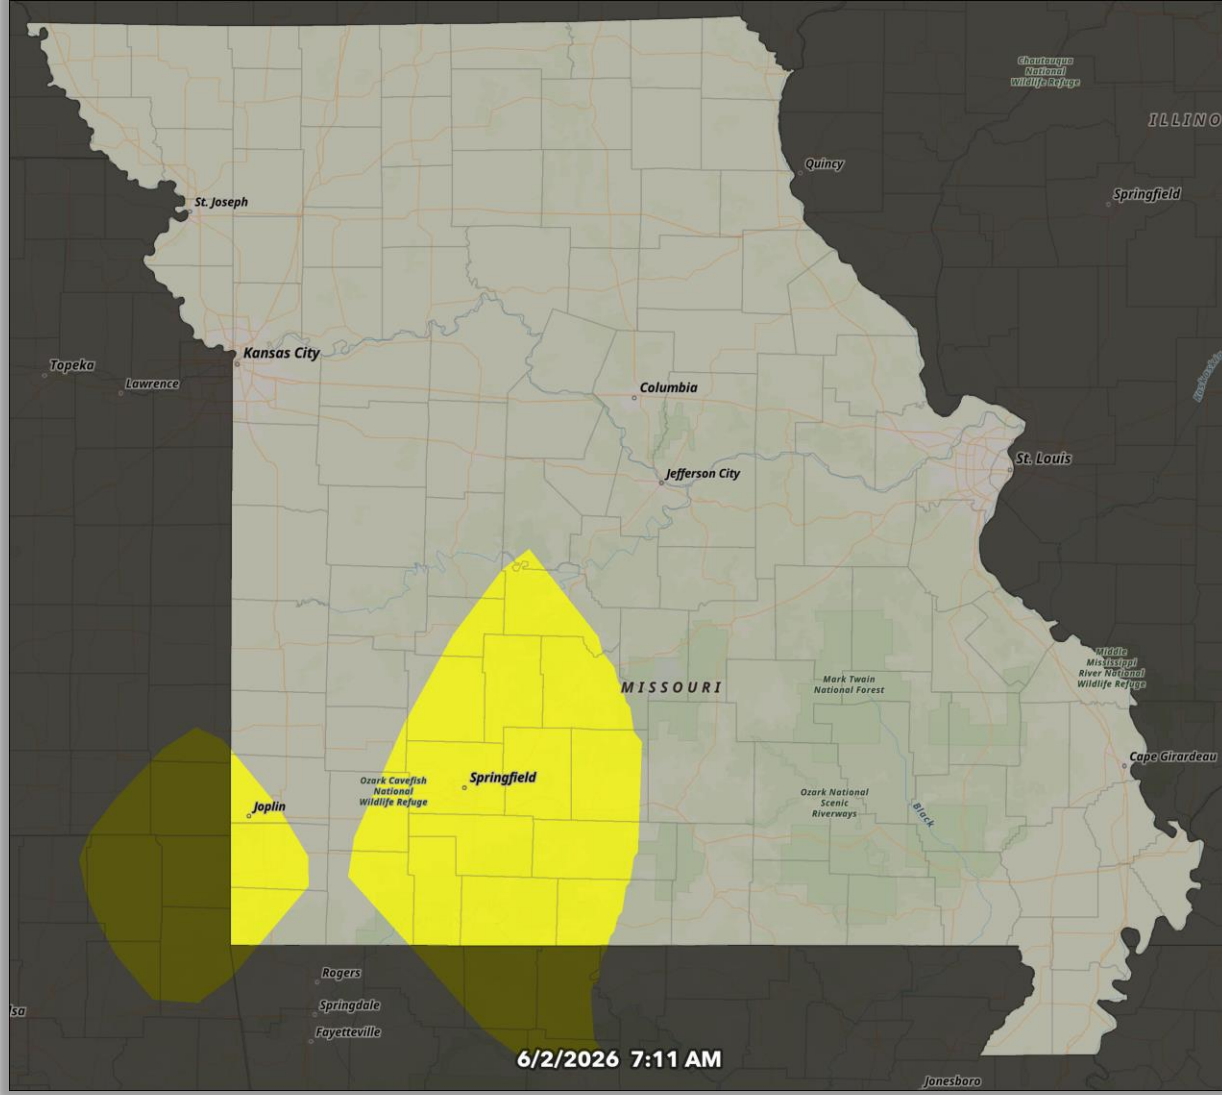 Chautauqua
National
Wildlife Refuge
ILLINO
Quincy
Springfield
St. Joseph
Kansas City
Topeka
Lawrence
Kaskaskia
Columbia
St. Louis
Jefferson City
Middle
Mississippi
River National
Wildlife Refuge
MISSOURI
Mark Twain
National Forest
Cape Girardeau
Ozark Cavefish
National
Wildlife Refuge
Springfield
Joplin
Ozark National
Scenic
Riverways
Black
Rogers
Springdale
Fayetteville
lsa
6/2/2026 7:11 AM
Jonesboro